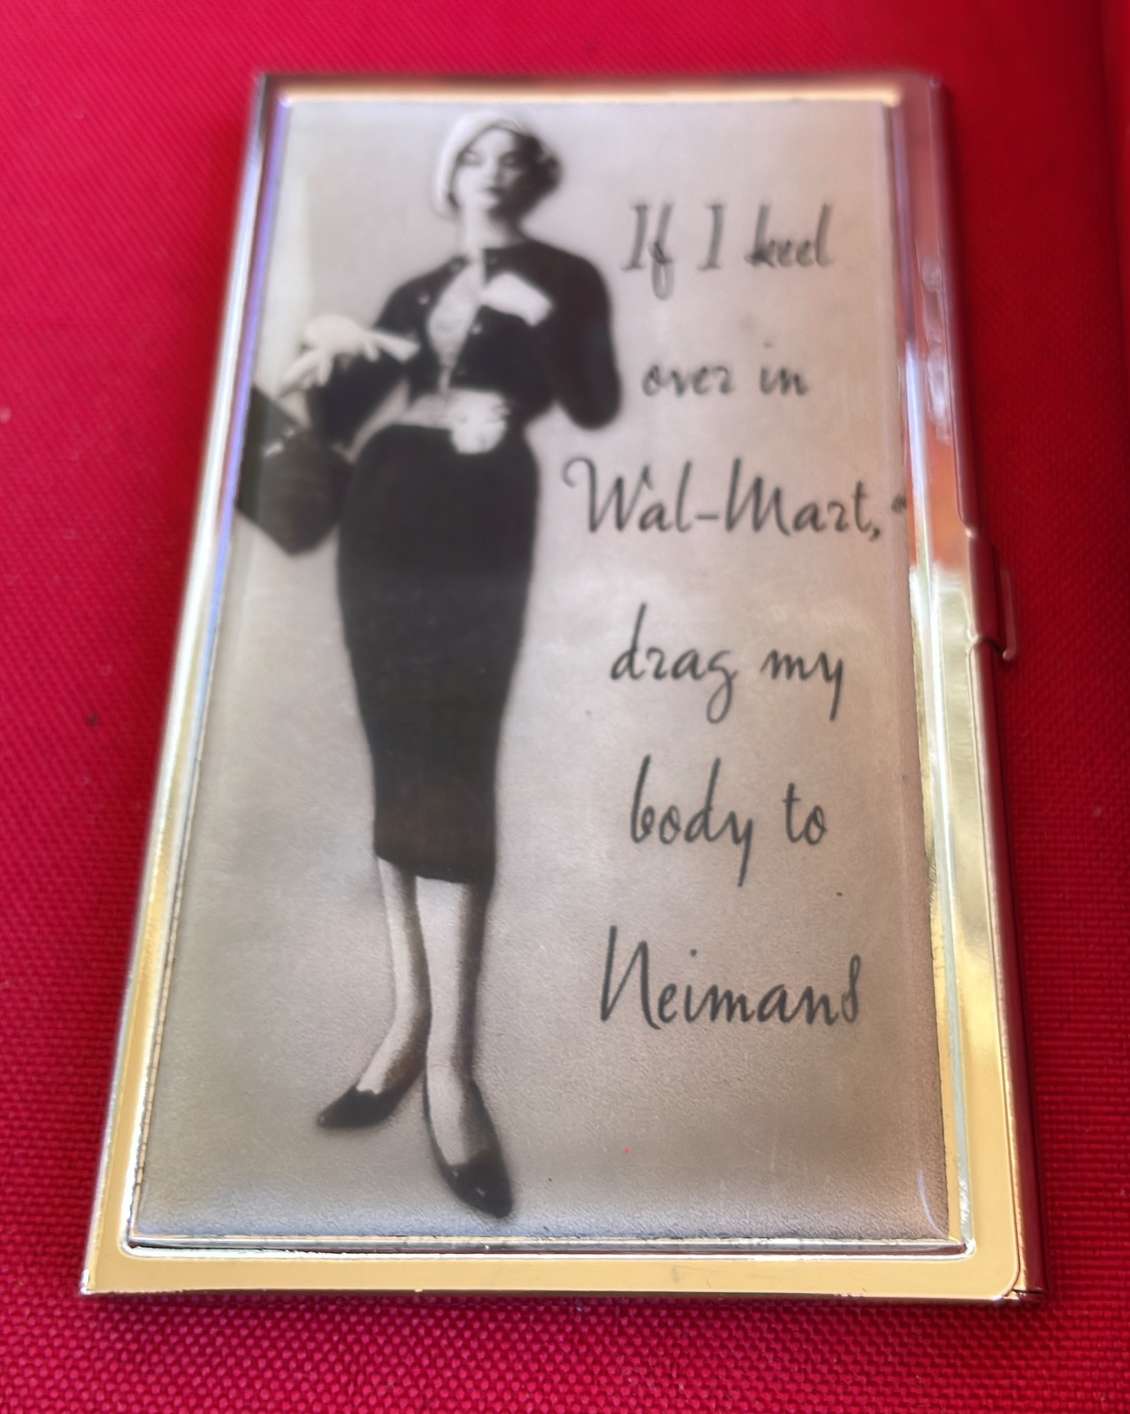 If I keel
over in
Wal-Mart,
drag my
body to
Neimans